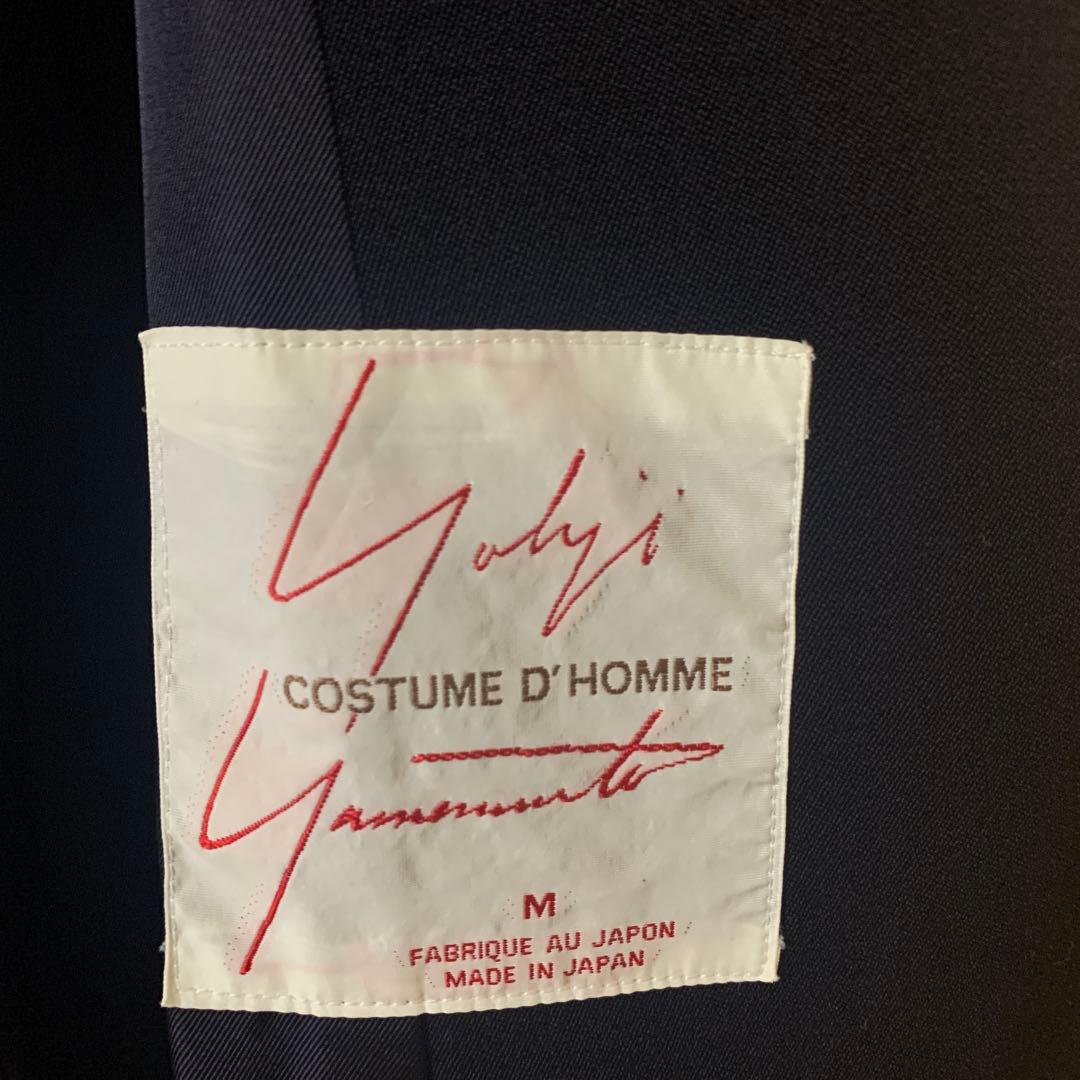 Yohji
COSTUME D'HOMME
Yamamoto
M
FABRIQUE AU JAPON
MADE IN JAPAN